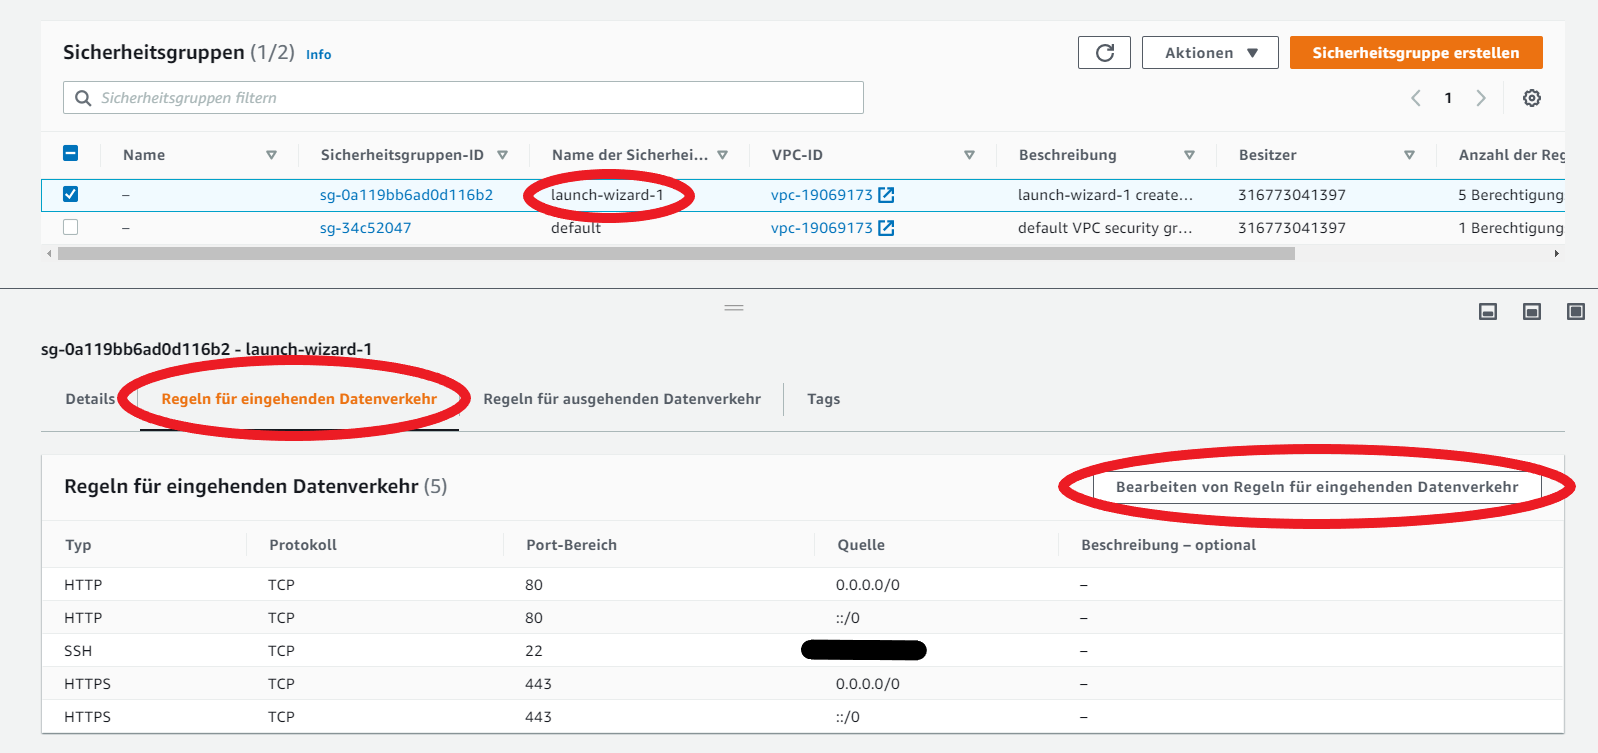 Sicherheitsgruppen (1/2) Info
Aktionen
Sicherheitsgruppe erstellen
Sicherheitsgruppen filtern
1
Name Sicherheitsgruppen-ID Name der Sicherhei... VPC-ID Beschreibung Besitzer Anzahl der Reg
– sg-0a119bb6ad0d116b2 launch-wizard-1 vpc-19069173 launch-wizard-1 create... 316773041397 5 Berechtigung
– sg-34c52047 default vpc-19069173 default VPC security gr... 316773041397 1 Berechtigung
sg-0a119bb6ad0d116b2 - launch-wizard-1
Details Regeln für eingehenden Datenverkehr Regeln für ausgehenden Datenverkehr Tags
Regeln für eingehenden Datenverkehr (5)
Bearbeiten von Regeln für eingehenden Datenverkehr
Typ Protokoll Port-Bereich Quelle Beschreibung – optional
HTTP TCP 80 0.0.0.0/0 –
HTTP TCP 80 ::/0 –
SSH TCP 22 –
HTTPS TCP 443 0.0.0.0/0 –
HTTPS TCP 443 ::/0 –